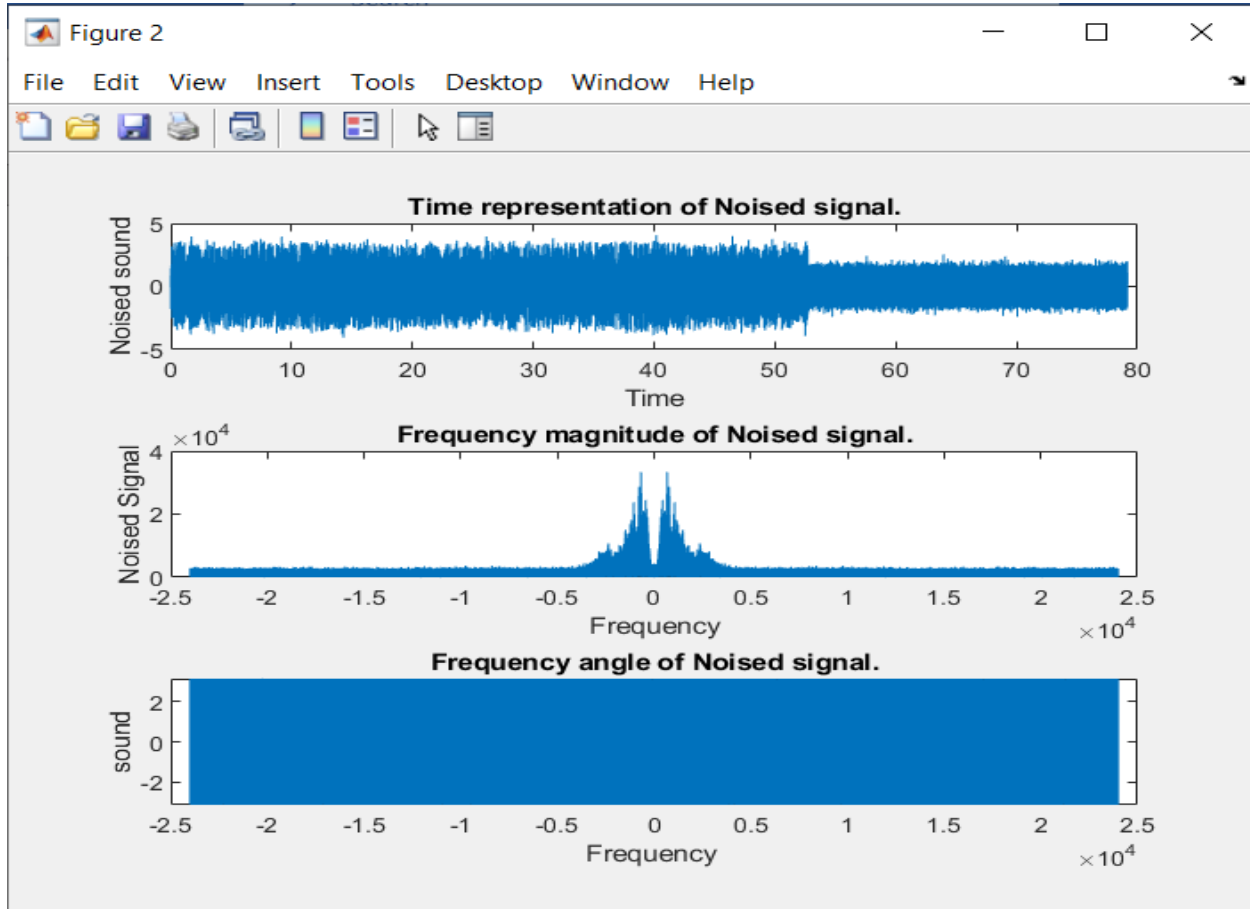 Figure 2
File Edit View Insert Tools Desktop Window Help
Time representation of Noised signal.
Noised sound
5
0
-5
0 10 20 30 40 50 60 70 80
Time
Frequency magnitude of Noised signal.
×10^4
Noised Signal
4
2
0
-2.5 -2 -1.5 -1 -0.5 0 0.5 1 1.5 2 2.5
Frequency
×10^4
Frequency angle of Noised signal.
sound
2
0
-2
-2.5 -2 -1.5 -1 -0.5 0 0.5 1 1.5 2 2.5
Frequency
×10^4